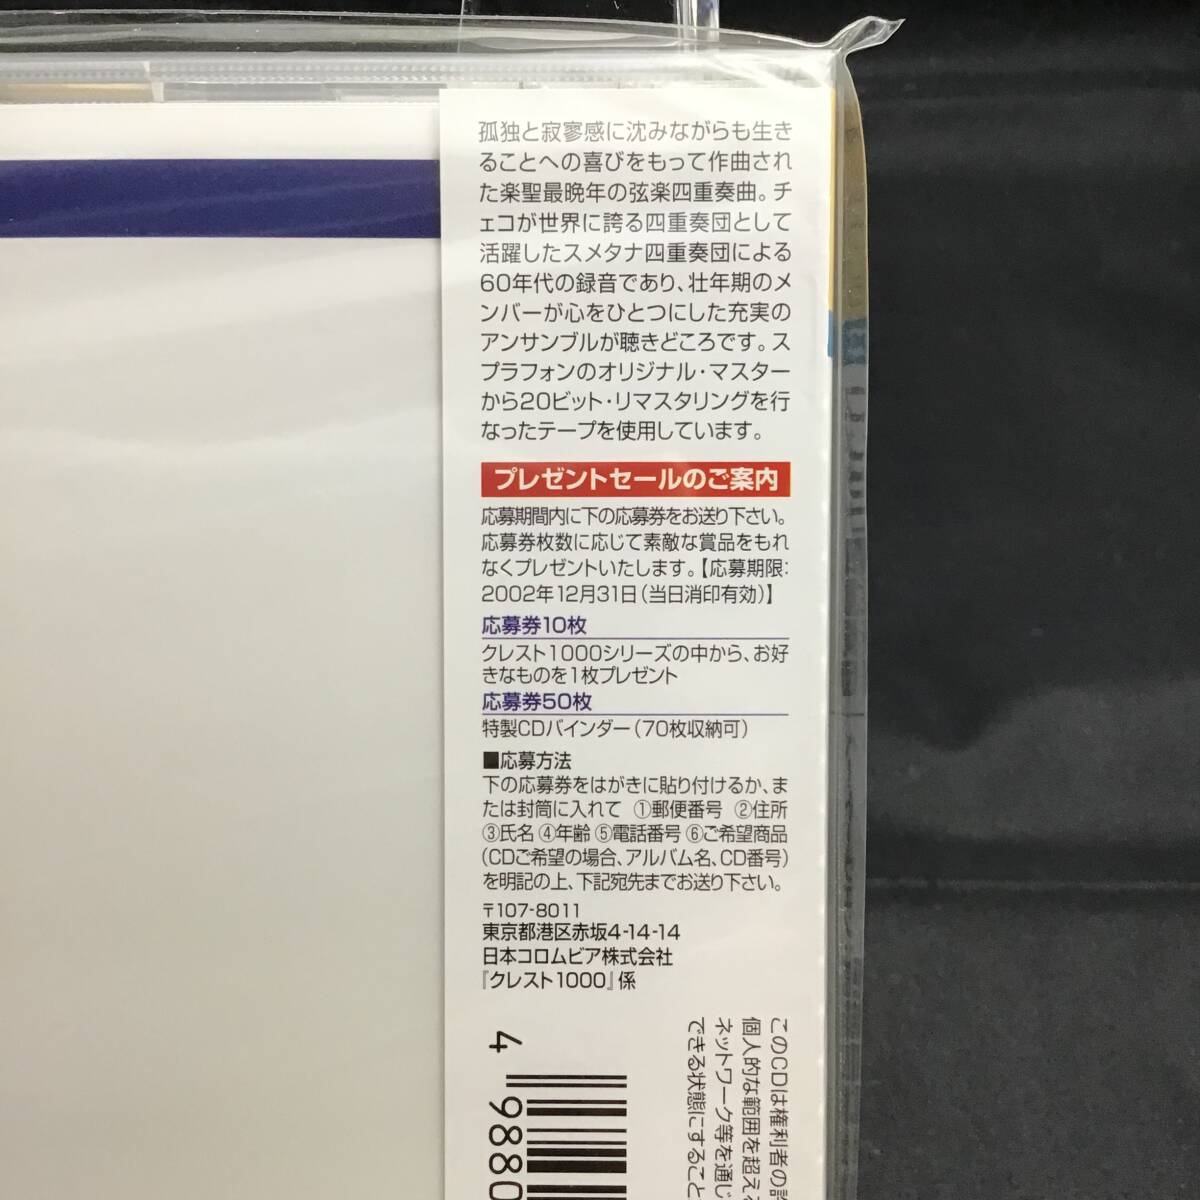 孤独と寂寥感に沈みながらも生き
ることへの喜びをもって作曲され
た楽聖最晩年の弦楽四重奏曲。チ
ェコが世界に誇る四重奏団として
活躍したスメタナ四重奏団による
60年代の録音であり、壮年期のメ
ンバーが心をひとつにした充実の
アンサンブルが聴きどころです。ス
プラフォンのオリジナル・マスター
から20ビット・リマスタリングを行
なったテープを使用しています。
プレゼントセールのご案内
応募期間内に下の応募券をお送り下さい。
応募券枚数に応じて素敵な賞品をもれ
なくプレゼントいたします。【応募期限:
2002年12月31日(当日消印有効)】
応募券10枚
クレスト1000シリーズの中から、お好
きなものを1枚プレゼント
応募券50枚
特製CDバインダー(70枚収納可)
■応募方法
下の応募券をはがきに貼り付けるか、ま
たは封筒に入れて ①郵便番号 ②住所
③氏名 ④年齢 ⑤電話番号 ⑥ご希望商品
(CDご希望の場合、アルバム名、CD番号)
を明記の上、下記宛先までお送り下さい。
〒107-8011
東京都港区赤坂4-14-14
日本コロムビア株式会社
『クレスト1000』係
このCDは権利者の許
個人的な範囲を超える
ネットワーク等を通じ
できる状態にすること
4 9880